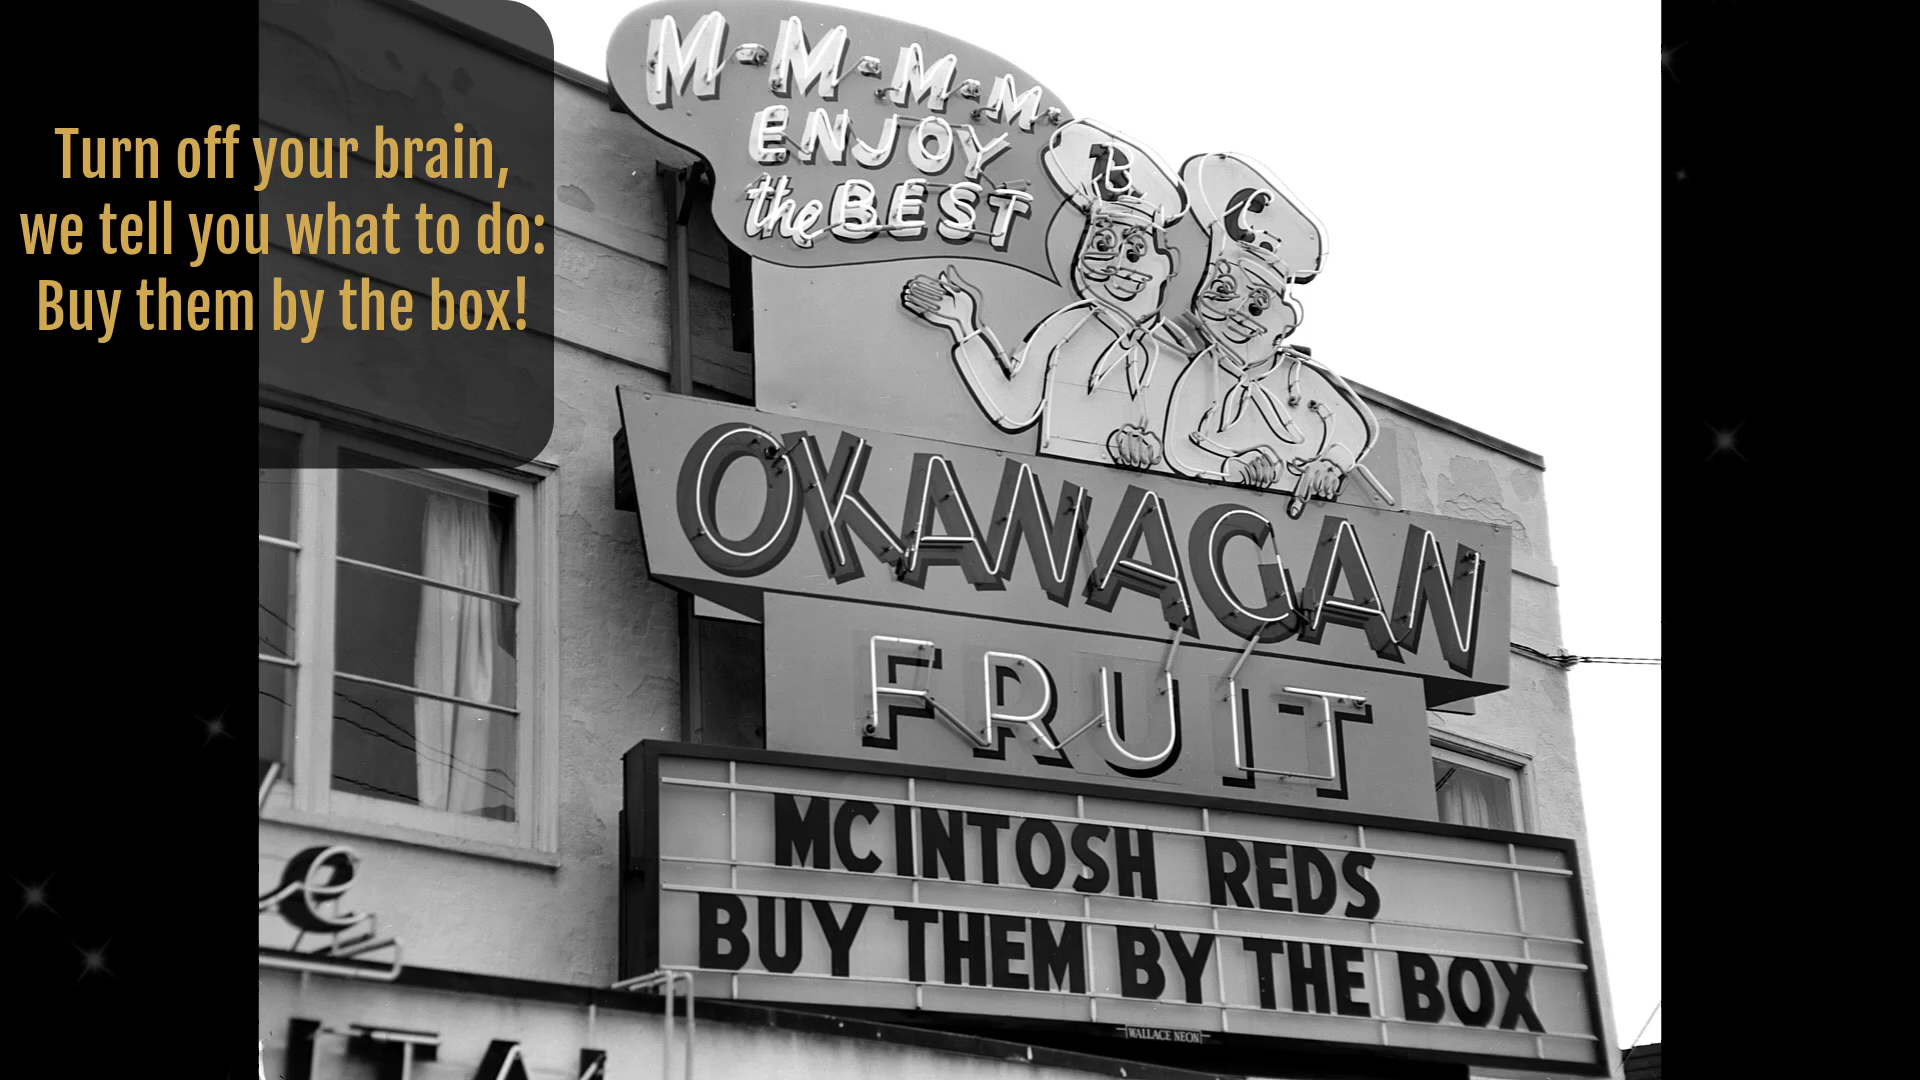 Turn off your brain,
we tell you what to do:
Buy them by the box!
M-M-M-M-
ENJOY
the BEST
B
C
OKANAGAN
FRUIT
MCINTOSH REDS
BUY THEM BY THE BOX
WALLACE NEON